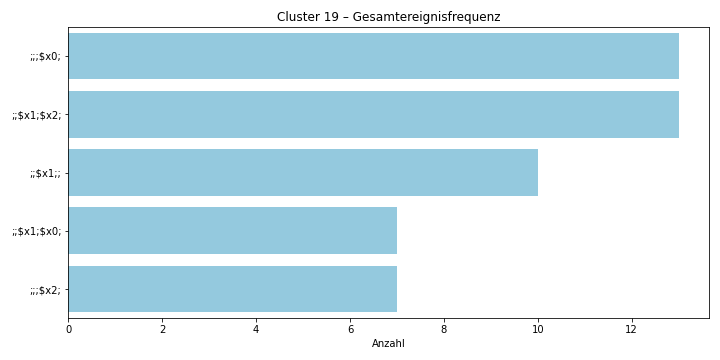 Cluster 19 – Gesamtereignisfrequenz
;;;$x0;
;;$x1;$x2;
;;$x1;;
;;$x1;$x0;
;;;$x2;
0 2 4 6 8 10 12
Anzahl